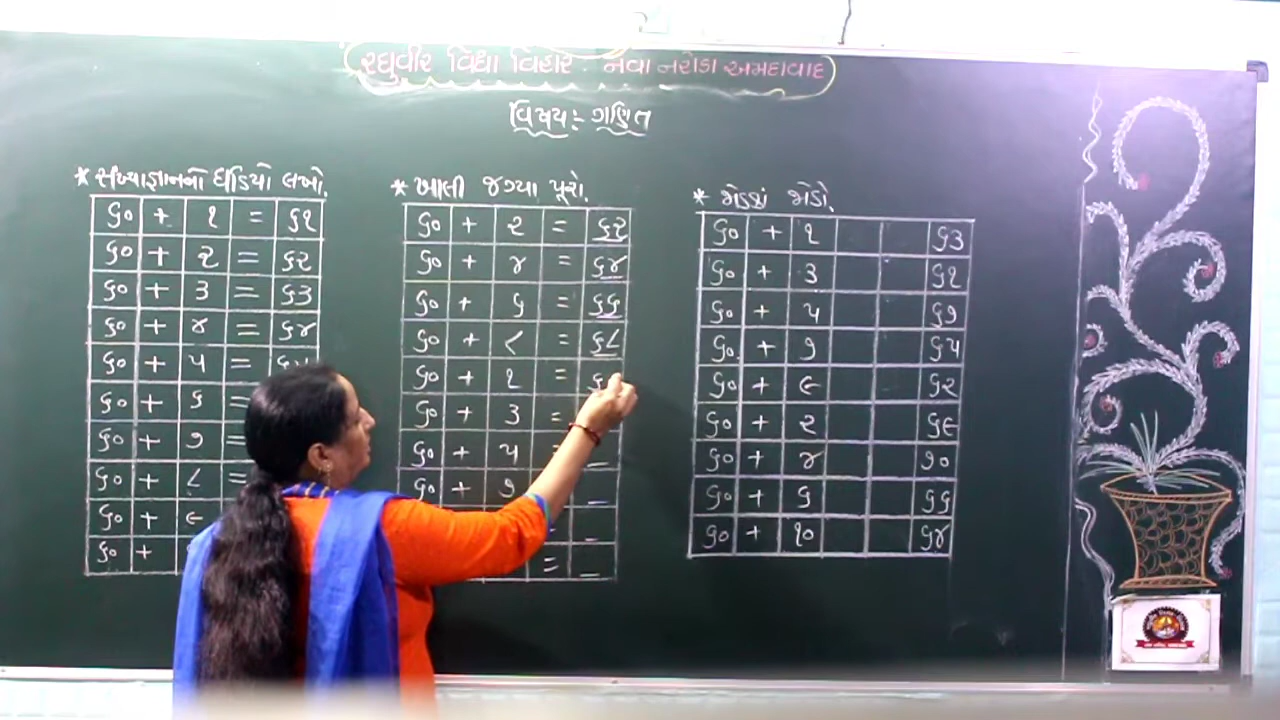 રઘુવીર વિદ્યા વિહાર - નવા નરોડા અમદાવાદ
વિષય:- ગણિત
* સંખ્યાજ્ઞાનનો ઘડિયો લખો.
૬૦ + ૧ = ૬૧
૬૦ + ૨ = ૬૨
૬૦ + ૩ = ૬૩
૬૦ + ૪ = ૬૪
૬૦ + ૫ =
૬૦ + ૬ =
૬૦ + ૭ =
૬૦ + ૮ =
૬૦ + ૯
૬૦ +
* ખાલી જગ્યા પૂરો.
૬૦ + ૨ = ૬૨
૬૦ + ૪ = ૬૪
૬૦ + ૬ = ૬૬
૬૦ + ૮ = ૬૮
૬૦ + ૧ = ૬
૬૦ + ૩ =
૬૦ + ૫ = _
૬૦ + ૭ _
_
= _
* જોડકાં જોડો.
૬૦ + ૧ ૬૩
૬૦ + ૩ ૬૧
૬૦ + ૫ ૬૭
૬૦ + ૭ ૬૫
૬૦ + ૯ ૬૨
૬૦ + ૨ ૬૯
૬૦ + ૪ ૭૦
૬૦ + ૬ ૬૬
૬૦ + ૧૦ ૬૪